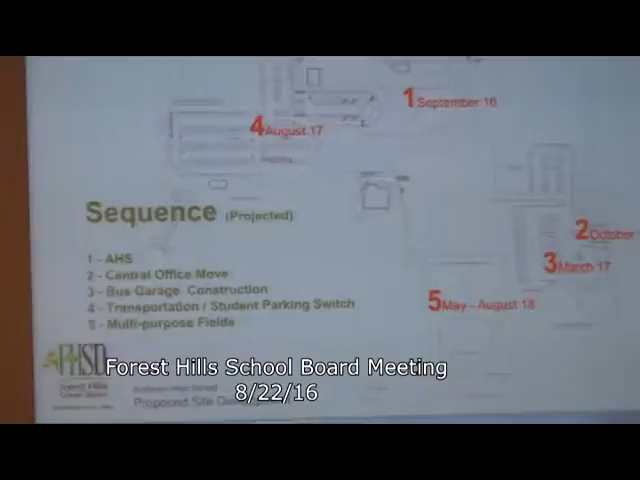 1 September 16
4 August 17
2 October
3 March 17
5 May - August 18
Sequence (Projected)
1 - AHS
2 - Central Office Move
3 - Bus Garage Construction
4 - Transportation / Student Parking Switch
5 - Multi-purpose Fields
FHSD
Forest Hills
Forest Hills School Board Meeting
8/22/16
Proposed Site